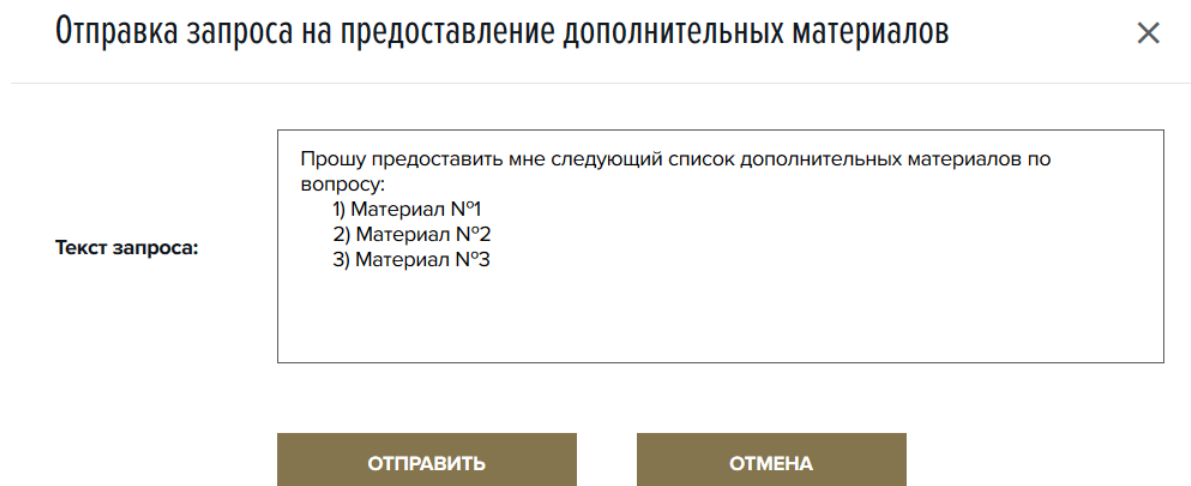 Отправка запроса на предоставление дополнительных материалов
Прошу предоставить мне следующий список дополнительных материалов по
вопросу:
1) Материал №1
2) Материал №2
3) Материал №3
Текст запроса:
ОТПРАВИТЬ
ОТМЕНА